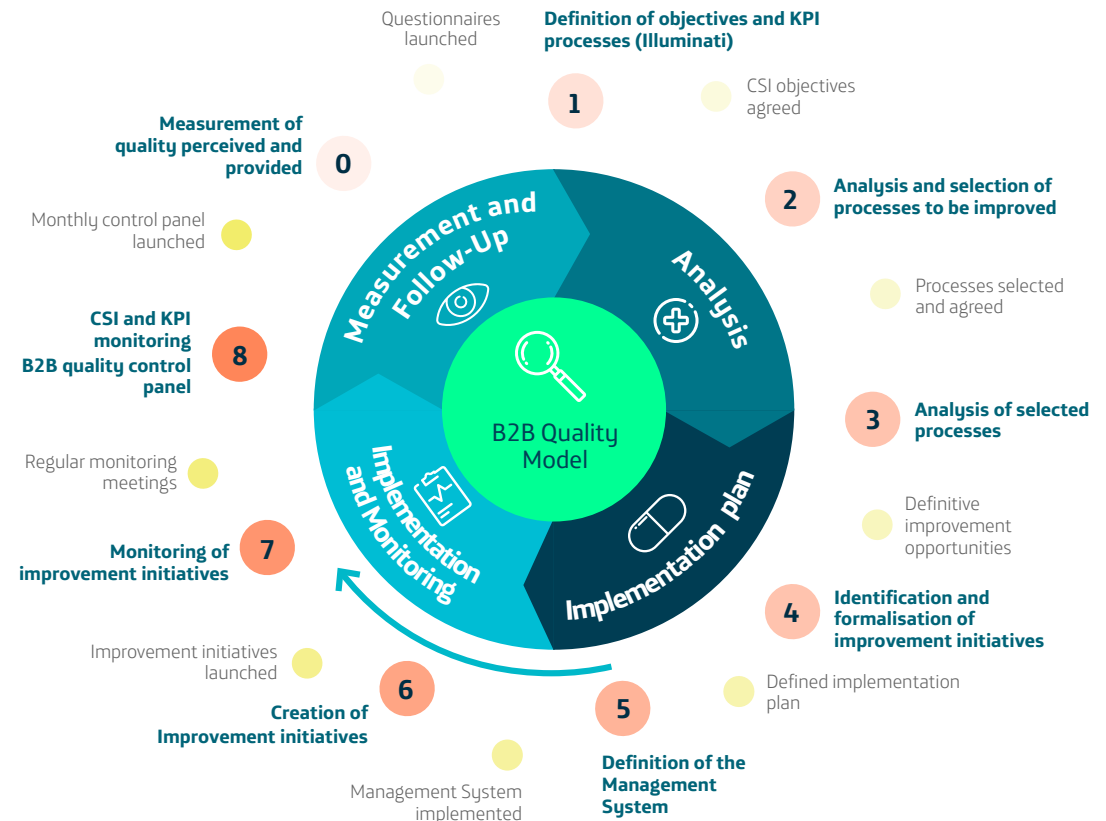 Questionnaires
launched
Definition of objectives and KPI
processes (Illuminati)
1
CSI objectives
agreed
Measurement of
quality perceived and
provided
0
2
Analysis and selection of
processes to be improved
Monthly control panel
launched
Measurement and
Follow-Up
Analysis
Processes selected
and agreed
CSI and KPI
monitoring
B2B quality control
panel
8
B2B Quality
Model
3
Analysis of selected
processes
Regular monitoring
meetings
Implementation
and Monitoring
Implementation plan
Definitive
improvement
opportunities
Monitoring of
improvement initiatives
7
4
Identification and
formalisation of
improvement initiatives
Improvement initiatives
launched
6
Creation of
Improvement initiatives
5
Defined implementation
plan
Definition of the
Management
System
Management System
implemented